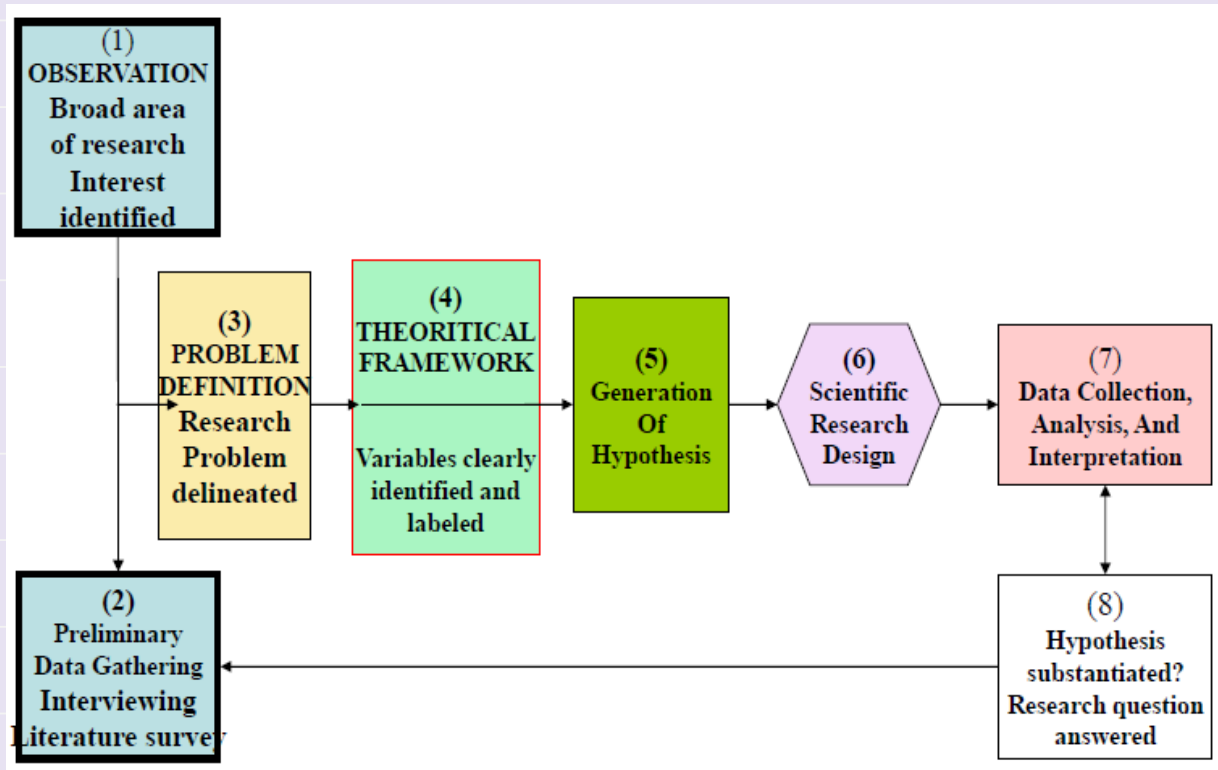 (1)
OBSERVATION
Broad area
of research
Interest
identified
(2)
Preliminary
Data Gathering
Interviewing
Literature survey
(3)
PROBLEM
DEFINITION
Research
Problem
delineated
(4)
THEORITICAL
FRAMEWORK
Variables clearly
identified and
labeled
(5)
Generation
Of
Hypothesis
(6)
Scientific
Research
Design
(7)
Data Collection,
Analysis, And
Interpretation
(8)
Hypothesis
substantiated?
Research question
answered